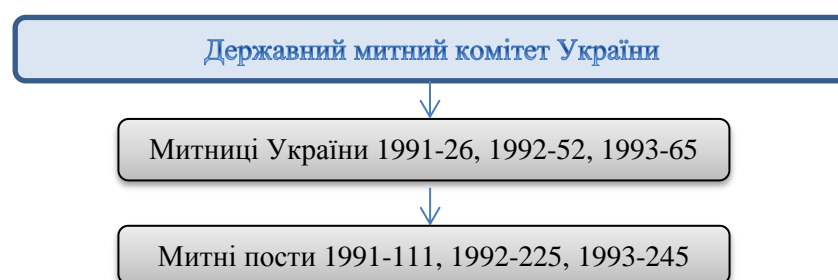 Державний митний комітет України
Митниці України 1991-26, 1992-52, 1993-65
Митні пости 1991-111, 1992-225, 1993-245